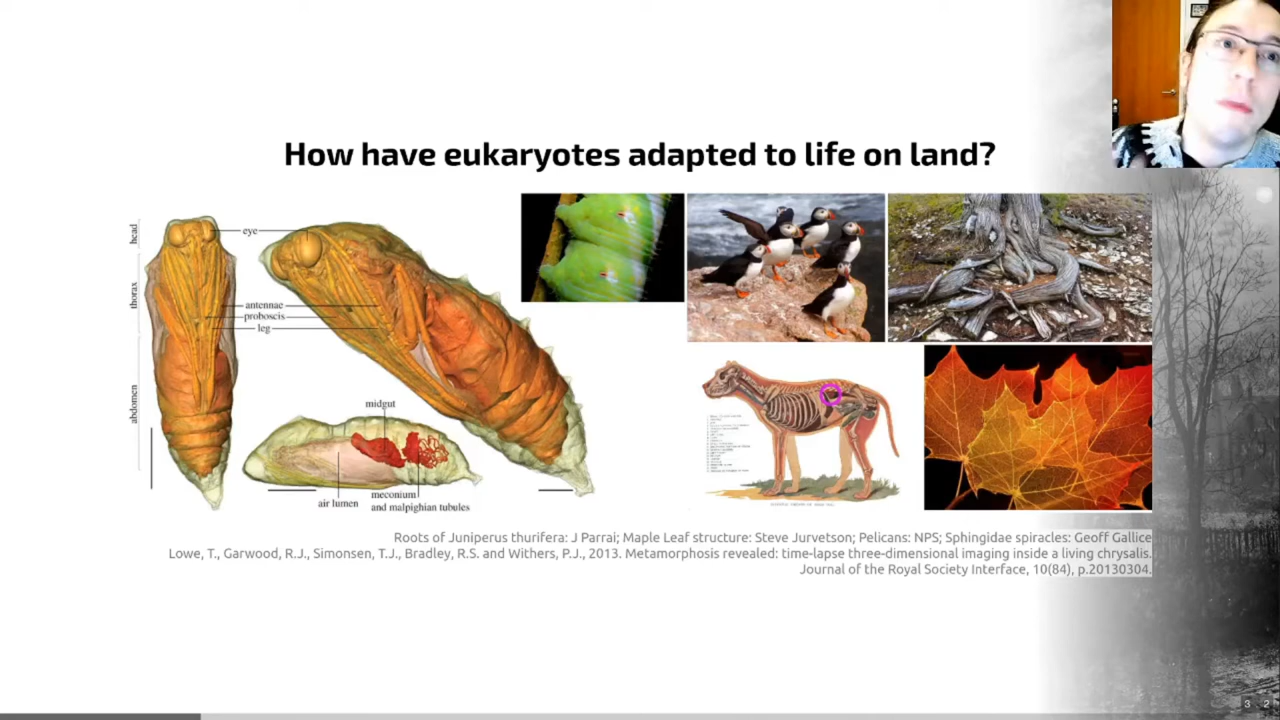 How have eukaryotes adapted to life on land?
head
thorax
abdomen
eye
antennae
proboscis
leg
midgut
air lumen
meconium
and malpighian tubules
Roots of Juniperus thurifera: J Parrai; Maple Leaf structure: Steve Jurvetson; Pelicans: NPS; Sphingidae spiracles: Geoff Gallice
Lowe, T., Garwood, R.J., Simonsen, T.J., Bradley, R.S. and Withers, P.J., 2013. Metamorphosis revealed: time-lapse three-dimensional imaging inside a living chrysalis.
Journal of the Royal Society Interface, 10(84), p.20130304.
3 2